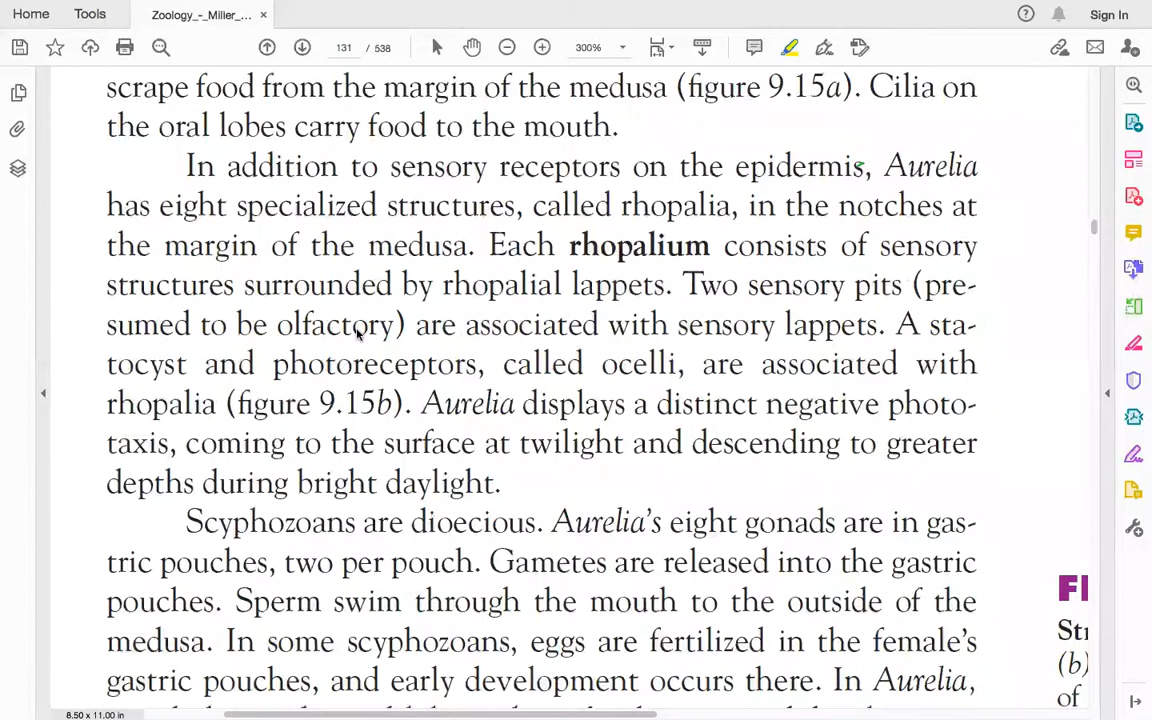 Home Tools Zoology_-_Miller_... × Sign In
131 / 538 300%
scrape food from the margin of the medusa (figure 9.15a). Cilia on
the oral lobes carry food to the mouth.
In addition to sensory receptors on the epidermis, Aurelia
has eight specialized structures, called rhopalia, in the notches at
the margin of the medusa. Each rhopalium consists of sensory
structures surrounded by rhopalial lappets. Two sensory pits (pre-
sumed to be olfactory) are associated with sensory lappets. A sta-
tocyst and photoreceptors, called ocelli, are associated with
rhopalia (figure 9.15b). Aurelia displays a distinct negative photo-
taxis, coming to the surface at twilight and descending to greater
depths during bright daylight.
Scyphozoans are dioecious. Aurelia's eight gonads are in gas-
tric pouches, two per pouch. Gametes are released into the gastric
pouches. Sperm swim through the mouth to the outside of the
medusa. In some scyphozoans, eggs are fertilized in the female's
gastric pouches, and early development occurs there. In Aurelia,
(b)
of
8.50 x 11.00 in